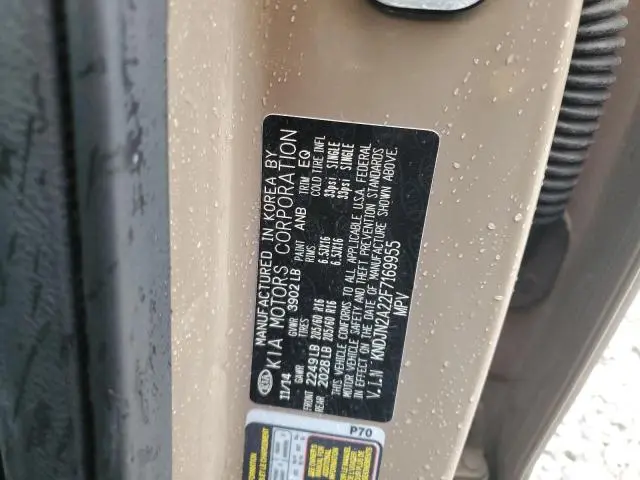 KIA
MANUFACTURED IN KOREA BY
KIA MOTORS CORPORATION
11/14 GVWR 3902 LB PAINT ANB TRIM EQ
GAWR TIRES RIMS COLD TIRE INFL
FRONT 2249 LB 205/60 R16 6.5JX16 33psi SINGLE
REAR 2028 LB 205/60 R16 6.5JX16 33psi SINGLE
THIS VEHICLE CONFORMS TO ALL APPLICABLE U.S.A. FEDERAL
MOTOR VEHICLE SAFETY AND THEFT PREVENTION STANDARDS
IN EFFECT ON THE DATE OF MANUFACTURE SHOWN ABOVE.
V.I.N KNDJN2A22F7169955
MPV
P70